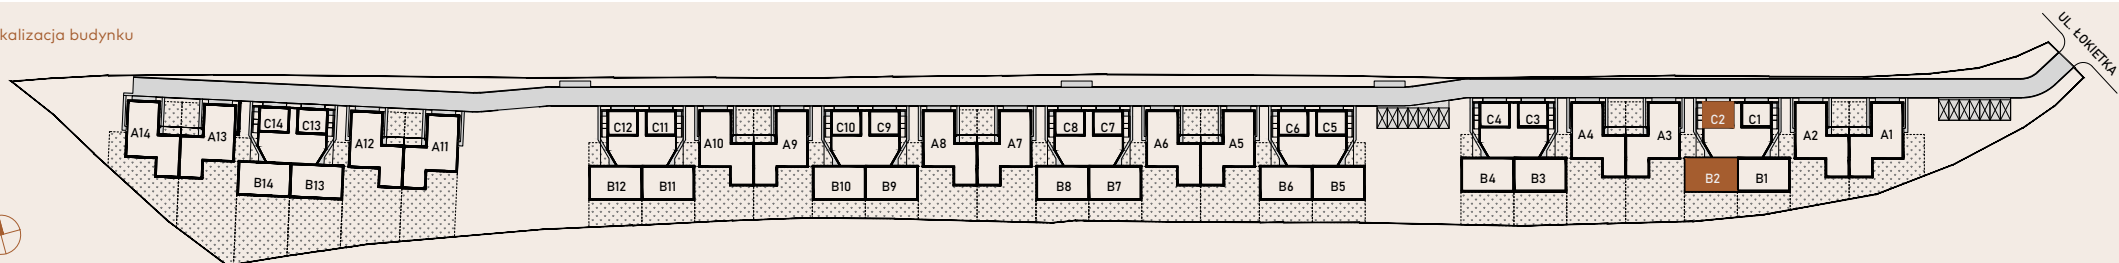 kalizacja budynku
UL. ŁOKIETKA
A14
A13
C14
C13
A12
A11
B14
B13
C12
C11
B12
B11
A10
A9
C10
C9
B10
B9
A8
A7
C8
C7
B8
B7
A6
A5
C6
C5
B6
B5
C4
C3
B4
B3
A4
A3
C2
C1
B2
B1
A2
A1